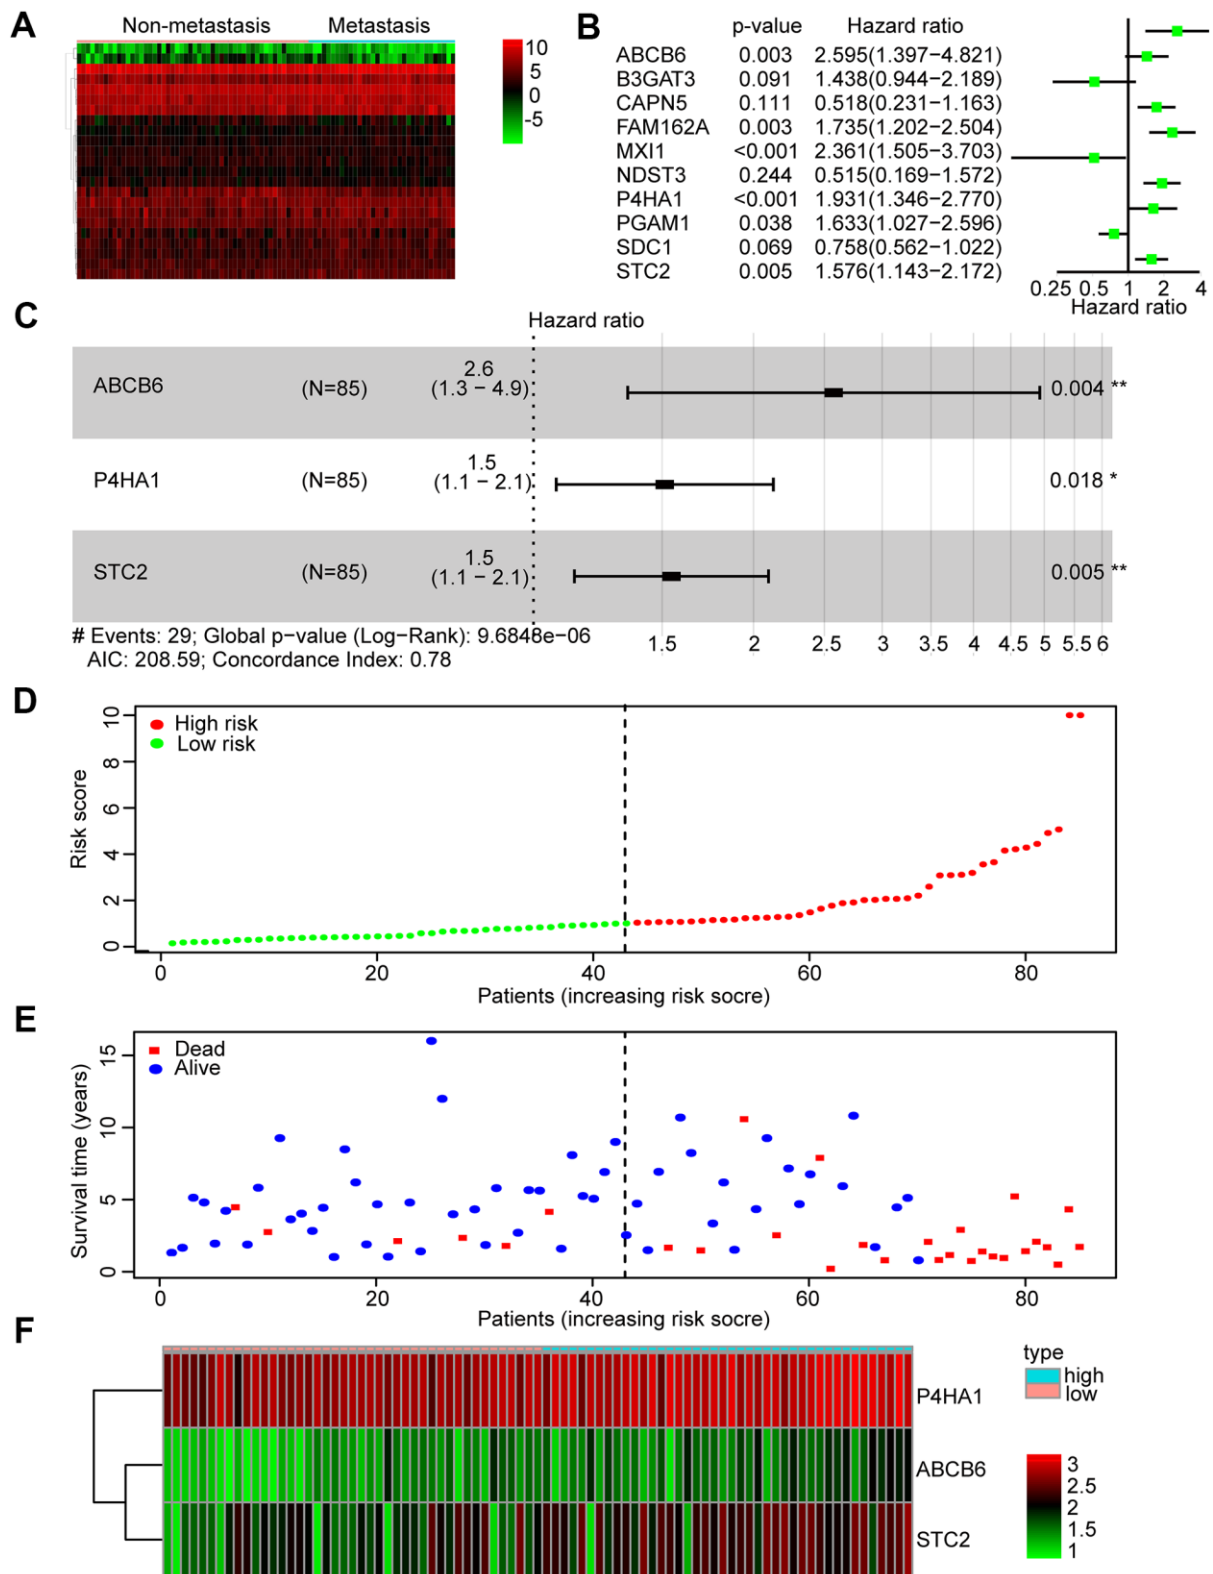 A
Non-metastasis Metastasis
10
5
0
-5
B
p-value Hazard ratio
ABCB6 0.003 2.595(1.397−4.821)
B3GAT3 0.091 1.438(0.944−2.189)
CAPN5 0.111 0.518(0.231−1.163)
FAM162A 0.003 1.735(1.202−2.504)
MXI1 <0.001 2.361(1.505−3.703)
NDST3 0.244 0.515(0.169−1.572)
P4HA1 <0.001 1.931(1.346−2.770)
PGAM1 0.038 1.633(1.027−2.596)
SDC1 0.069 0.758(0.562−1.022)
STC2 0.005 1.576(1.143−2.172)
0.25 0.5 1 2 4
Hazard ratio
C
Hazard ratio
ABCB6 (N=85) 2.6 (1.3 − 4.9) 0.004 **
P4HA1 (N=85) 1.5 (1.1 − 2.1) 0.018 *
STC2 (N=85) 1.5 (1.1 − 2.1) 0.005 **
# Events: 29; Global p−value (Log−Rank): 9.6848e−06
AIC: 208.59; Concordance Index: 0.78
1.5 2 2.5 3 3.5 4 4.5 5 5.5 6
D
High risk
Low risk
Risk score
10
8
6
4
2
0
0 20 40 60 80
Patients (increasing risk socre)
E
Dead
Alive
Survival time (years)
15
10
5
0
0 20 40 60 80
Patients (increasing risk socre)
F
type
high
low
P4HA1
ABCB6
STC2
3
2.5
2
1.5
1